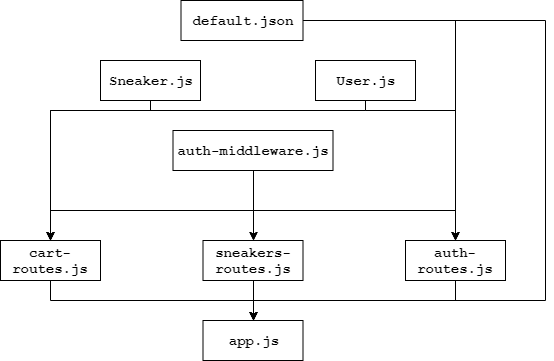 default.json
Sneaker.js
User.js
auth-middleware.js
cart-
routes.js
sneakers-
routes.js
auth-
routes.js
app.js